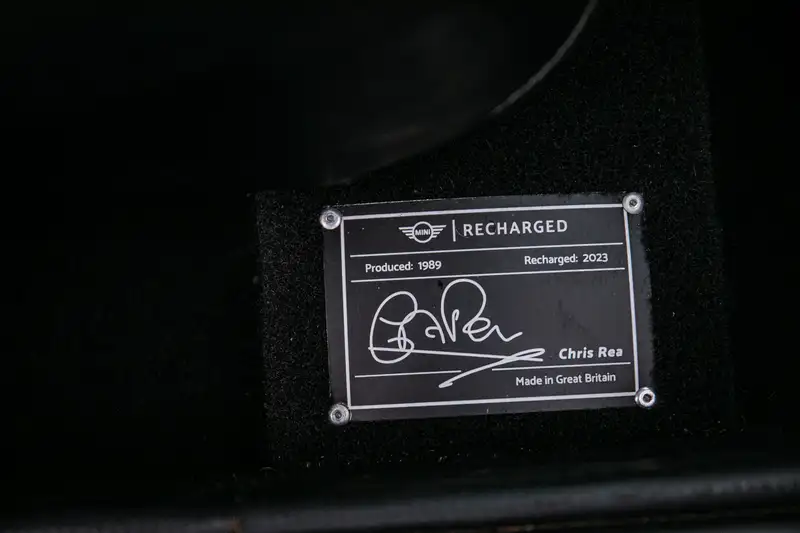 MINI | RECHARGED
Produced: 1989 Recharged: 2023
Chris Rea
Made in Great Britain